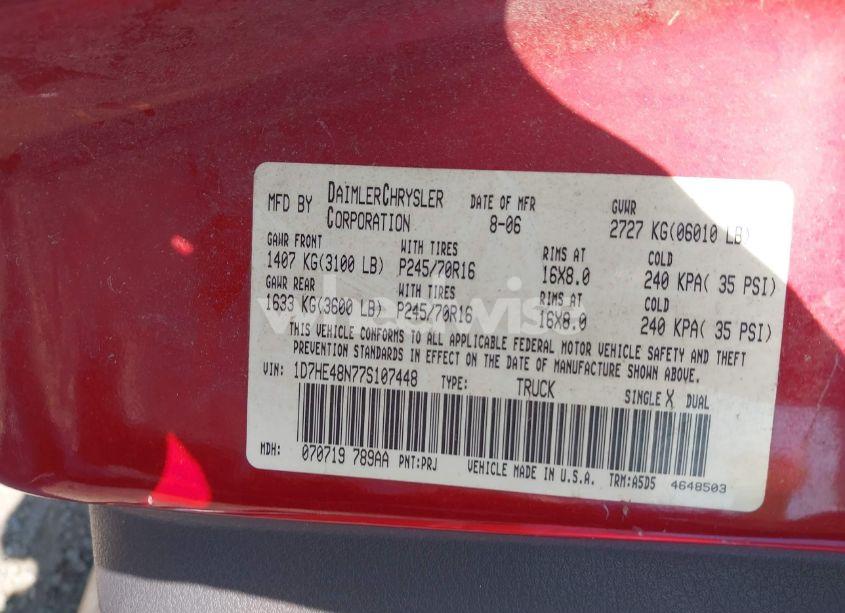 MFD BY DAIMLERCHRYSLER CORPORATION DATE OF MFR 8-06 GVWR 2727 KG(06010 LB)
GAWR FRONT WITH TIRES RIMS AT COLD
1407 KG(3100 LB) P245/70R16 16X8.0 240 KPA( 35 PSI)
GAWR REAR WITH TIRES RIMS AT COLD
1633 KG(3600 LB) P245/70R16 16X8.0 240 KPA( 35 PSI)
THIS VEHICLE CONFORMS TO ALL APPLICABLE FEDERAL MOTOR VEHICLE SAFETY AND THEFT
PREVENTION STANDARDS IN EFFECT ON THE DATE OF MANUFACTURE SHOWN ABOVE.
VIN: 1D7HE48N77S107448 TYPE: TRUCK SINGLE X DUAL
MDH: 070719 789AA PNT:PRJ VEHICLE MADE IN U.S.A. TRM:A5D5 4648503